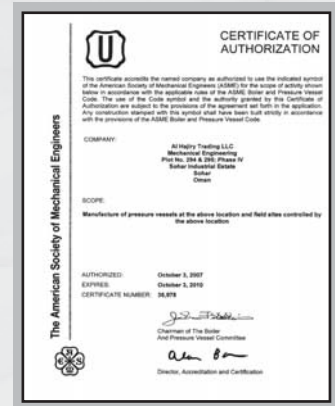 U
CERTIFICATE OF
AUTHORIZATION
This certificate accredits the named company as authorized to use the indicated symbol
of the American Society of Mechanical Engineers (ASME) for the scope of activity shown
below in accordance with the applicable rules of the ASME Boiler and Pressure Vessel
Code. The use of the Code symbol and the authority granted by this Certificate of
Authorization are subject to the provisions of the agreement set forth in the application.
Any construction stamped with this symbol shall have been built strictly in accordance
with the provisions of the ASME Boiler and Pressure Vessel Code.
COMPANY:
Al Hajiry Trading LLC
Mechanical Engineering
Plot No. 294 & 295; Phase IV
Sohar Industrial Estate
Sohar
Oman
SCOPE:
Manufacture of pressure vessels at the above location and field sites controlled by
the above location
AUTHORIZED: October 3, 2007
EXPIRES: October 3, 2010
CERTIFICATE NUMBER: 38,978
Chairman of The Boiler
And Pressure Vessel Committee
Director, Accreditation and Certification
The American Society of Mechanical Engineers